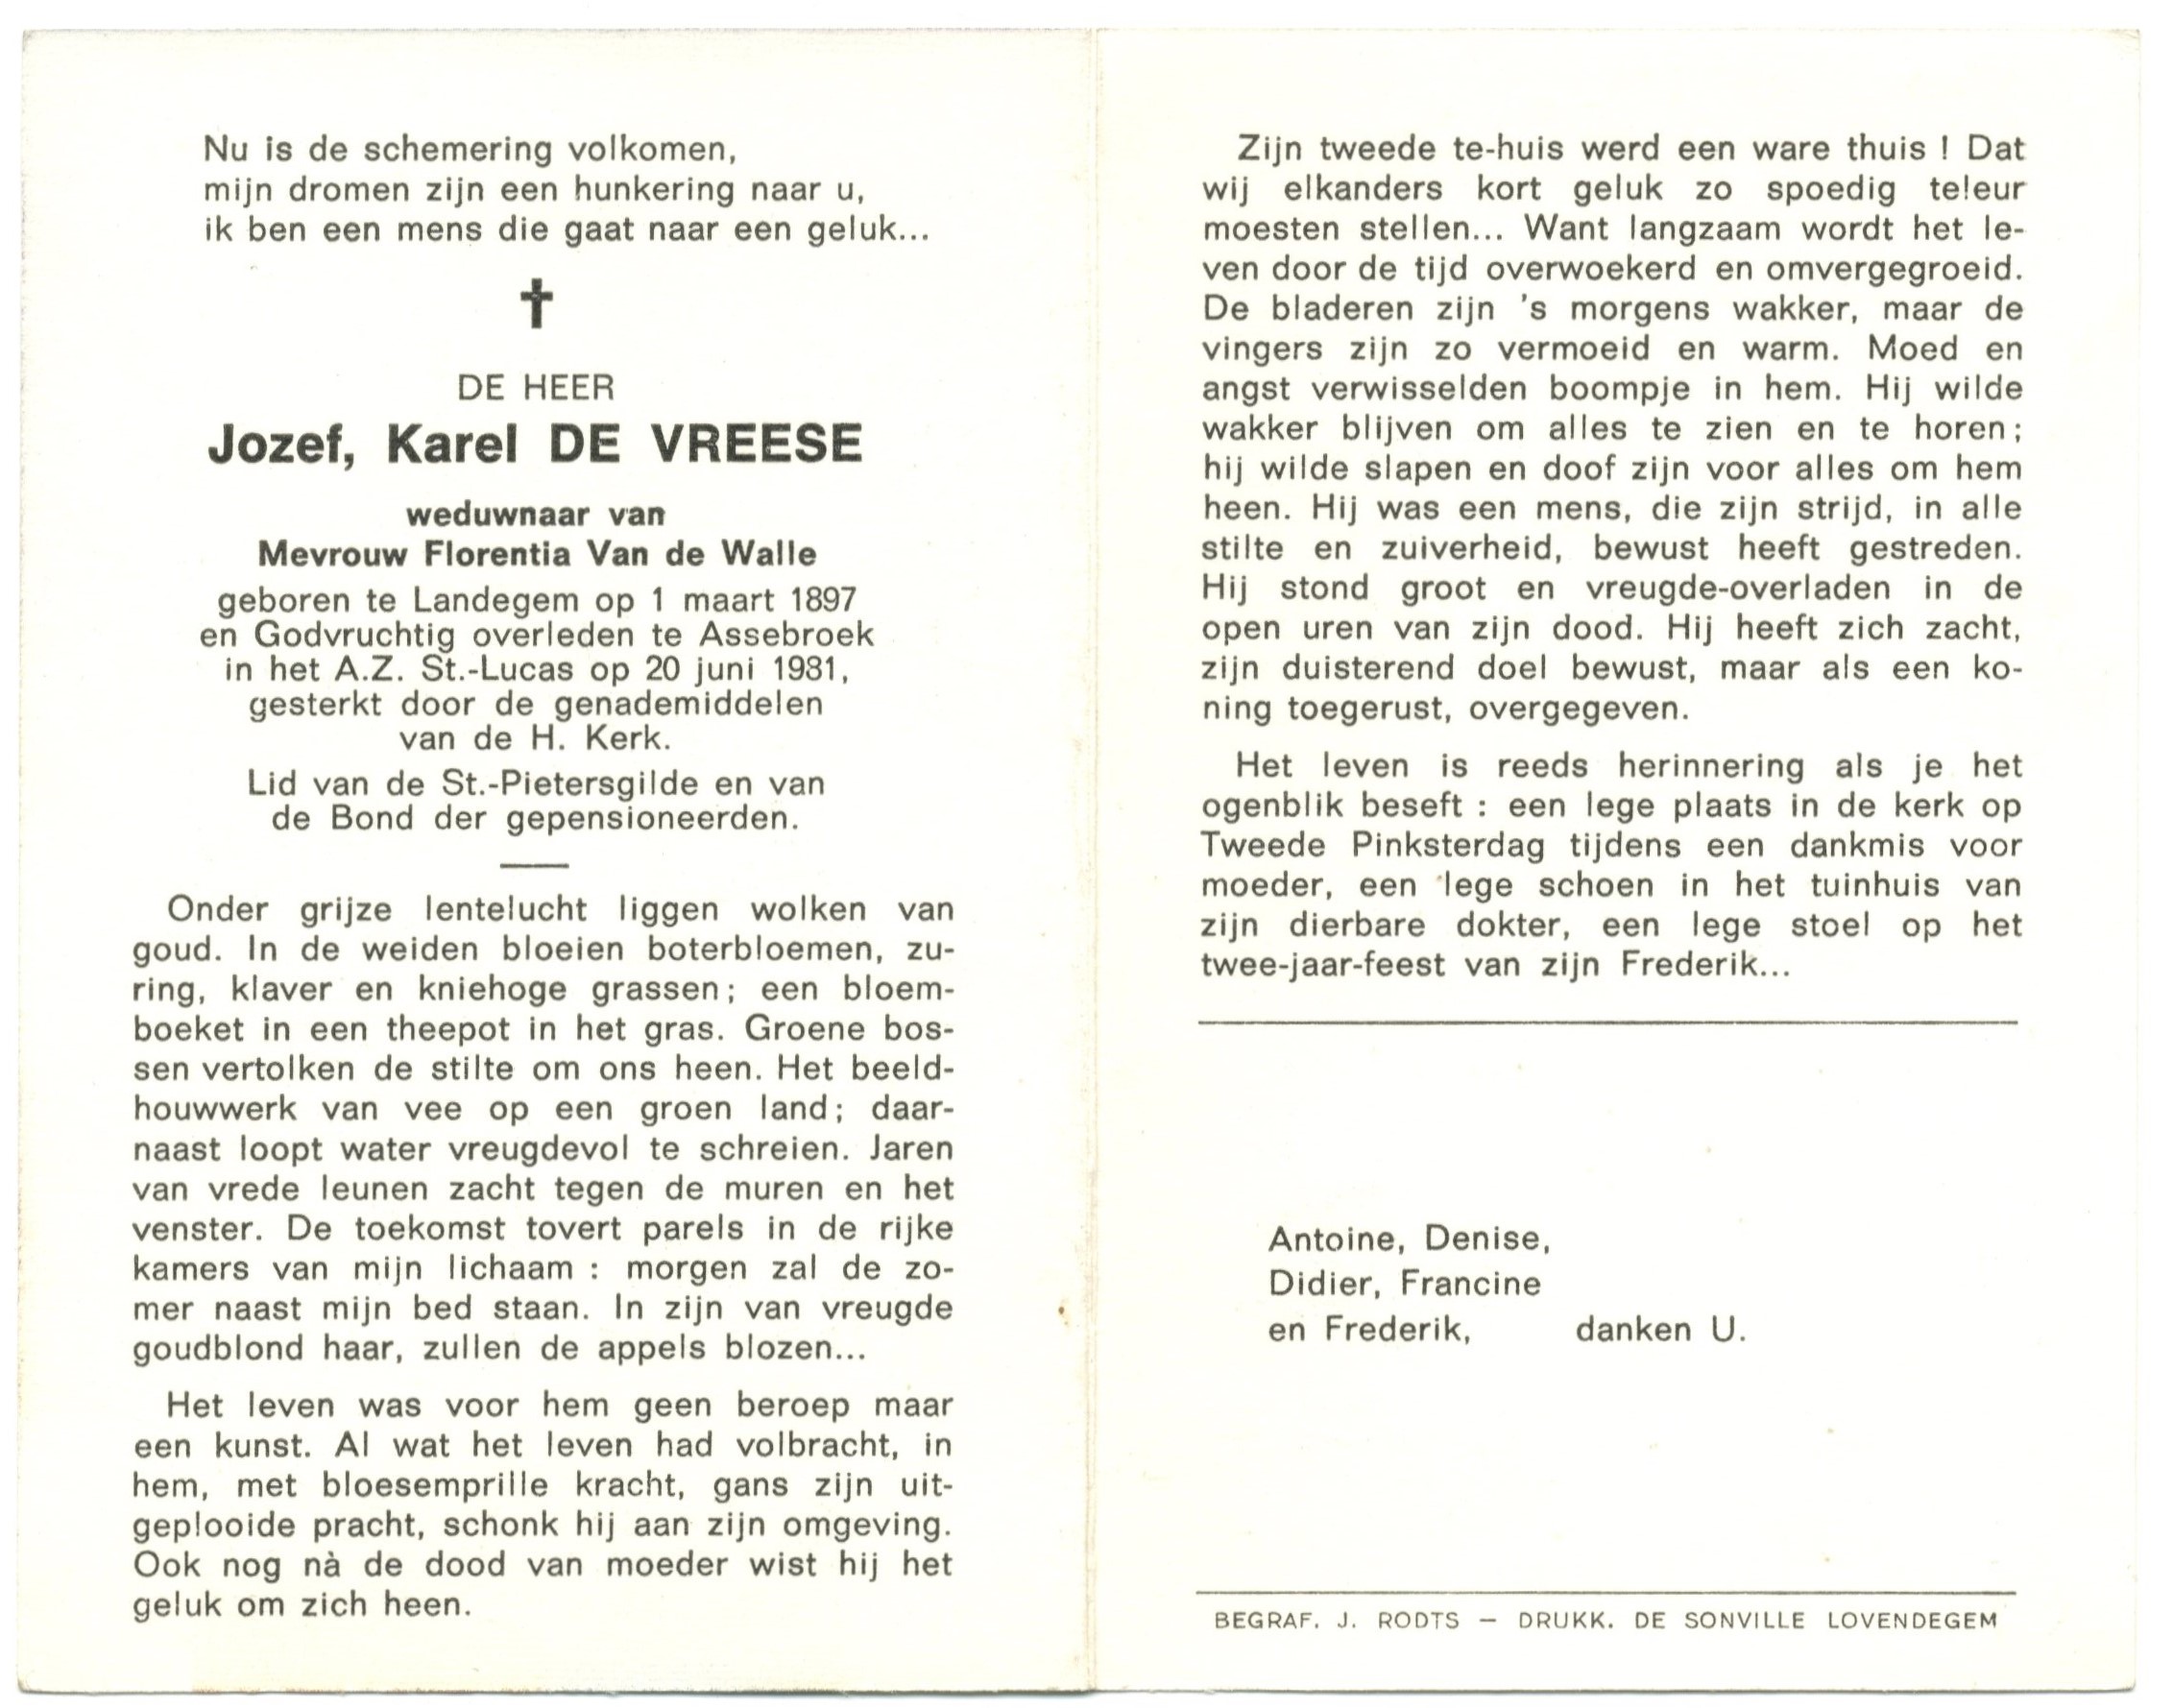 Nu is de schemering volkomen,
mijn dromen zijn een hunkering naar u,
ik ben een mens die gaat naar een geluk...
DE HEER
Jozef, Karel DE VREESE
weduwnaar van
Mevrouw Florentia Van de Walle
geboren te Landegem op 1 maart 1897
en Godvruchtig overleden te Assebroek
in het A.Z. St.-Lucas op 20 juni 1981,
gesterkt door de genademiddelen
van de H. Kerk.
Lid van de St.-Pietersgilde en van
de Bond der gepensioneerden.
Onder grijze lentelucht liggen wolken van
goud. In de weiden bloeien boterbloemen, zu-
ring, klaver en kniehoge grassen; een bloem-
boeket in een theepot in het gras. Groene bos-
sen vertolken de stilte om ons heen. Het beeld-
houwwerk van vee op een groen land; daar-
naast loopt water vreugdevol te schreien. Jaren
van vrede leunen zacht tegen de muren en het
venster. De toekomst tovert parels in de rijke
kamers van mijn lichaam : morgen zal de zo-
mer naast mijn bed staan. In zijn van vreugde
goudblond haar, zullen de appels blozen...
Het leven was voor hem geen beroep maar
een kunst. Al wat het leven had volbracht, in
hem, met bloesemprille kracht, gans zijn uit-
geplooide pracht, schonk hij aan zijn omgeving.
Ook nog nà de dood van moeder wist hij het
geluk om zich heen.
Zijn tweede te-huis werd een ware thuis ! Dat
wij elkanders kort geluk zo spoedig teleur
moesten stellen... Want langzaam wordt het le-
ven door de tijd overwoekerd en omvergegroeid.
De bladeren zijn 's morgens wakker, maar de
vingers zijn zo vermoeid en warm. Moed en
angst verwisselden boompje in hem. Hij wilde
wakker blijven om alles te zien en te horen;
hij wilde slapen en doof zijn voor alles om hem
heen. Hij was een mens, die zijn strijd, in alle
stilte en zuiverheid, bewust heeft gestreden.
Hij stond groot en vreugde-overladen in de
open uren van zijn dood. Hij heeft zich zacht,
zijn duisterend doel bewust, maar als een ko-
ning toegerust, overgegeven.
Het leven is reeds herinnering als je het
ogenblik beseft : een lege plaats in de kerk op
Tweede Pinksterdag tijdens een dankmis voor
moeder, een lege schoen in het tuinhuis van
zijn dierbare dokter, een lege stoel op het
twee-jaar-feest van zijn Frederik...
Antoine, Denise,
Didier, Francine
en Frederik, danken U.
BEGRAF. J. RODTS — DRUKK. DE SONVILLE LOVENDEGEM